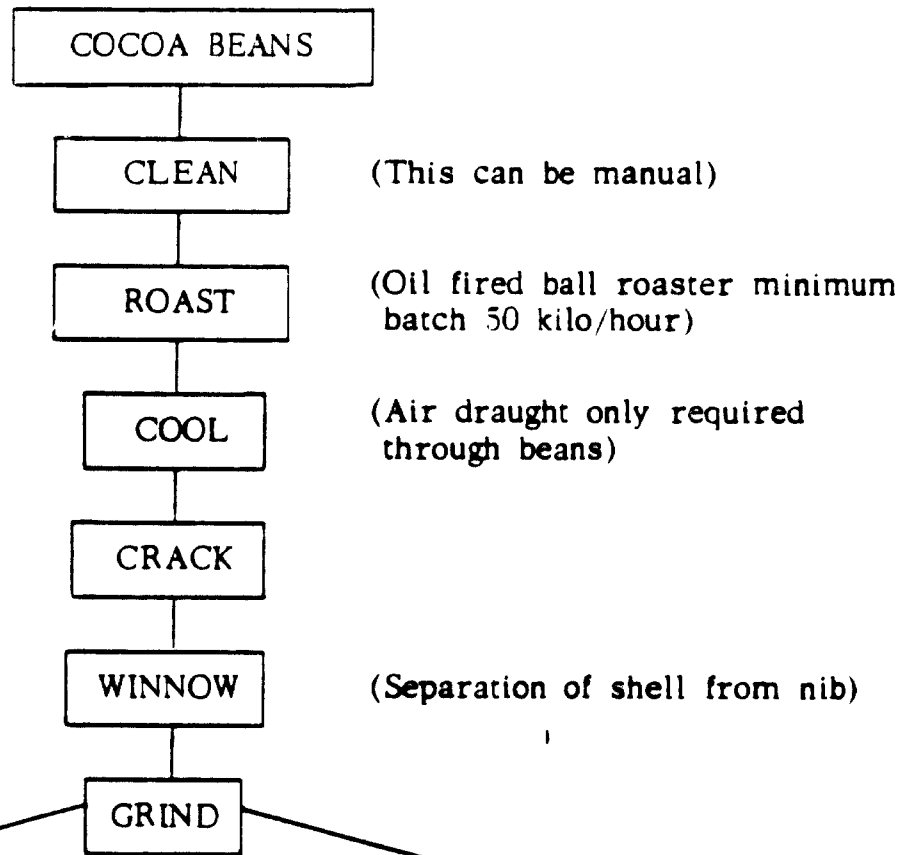 COCOA BEANS
CLEAN
(This can be manual)
ROAST
(Oil fired ball roaster minimum
batch 50 kilo/hour)
COOL
(Air draught only required
through beans)
CRACK
WINNOW
(Separation of shell from nib)
GRIND